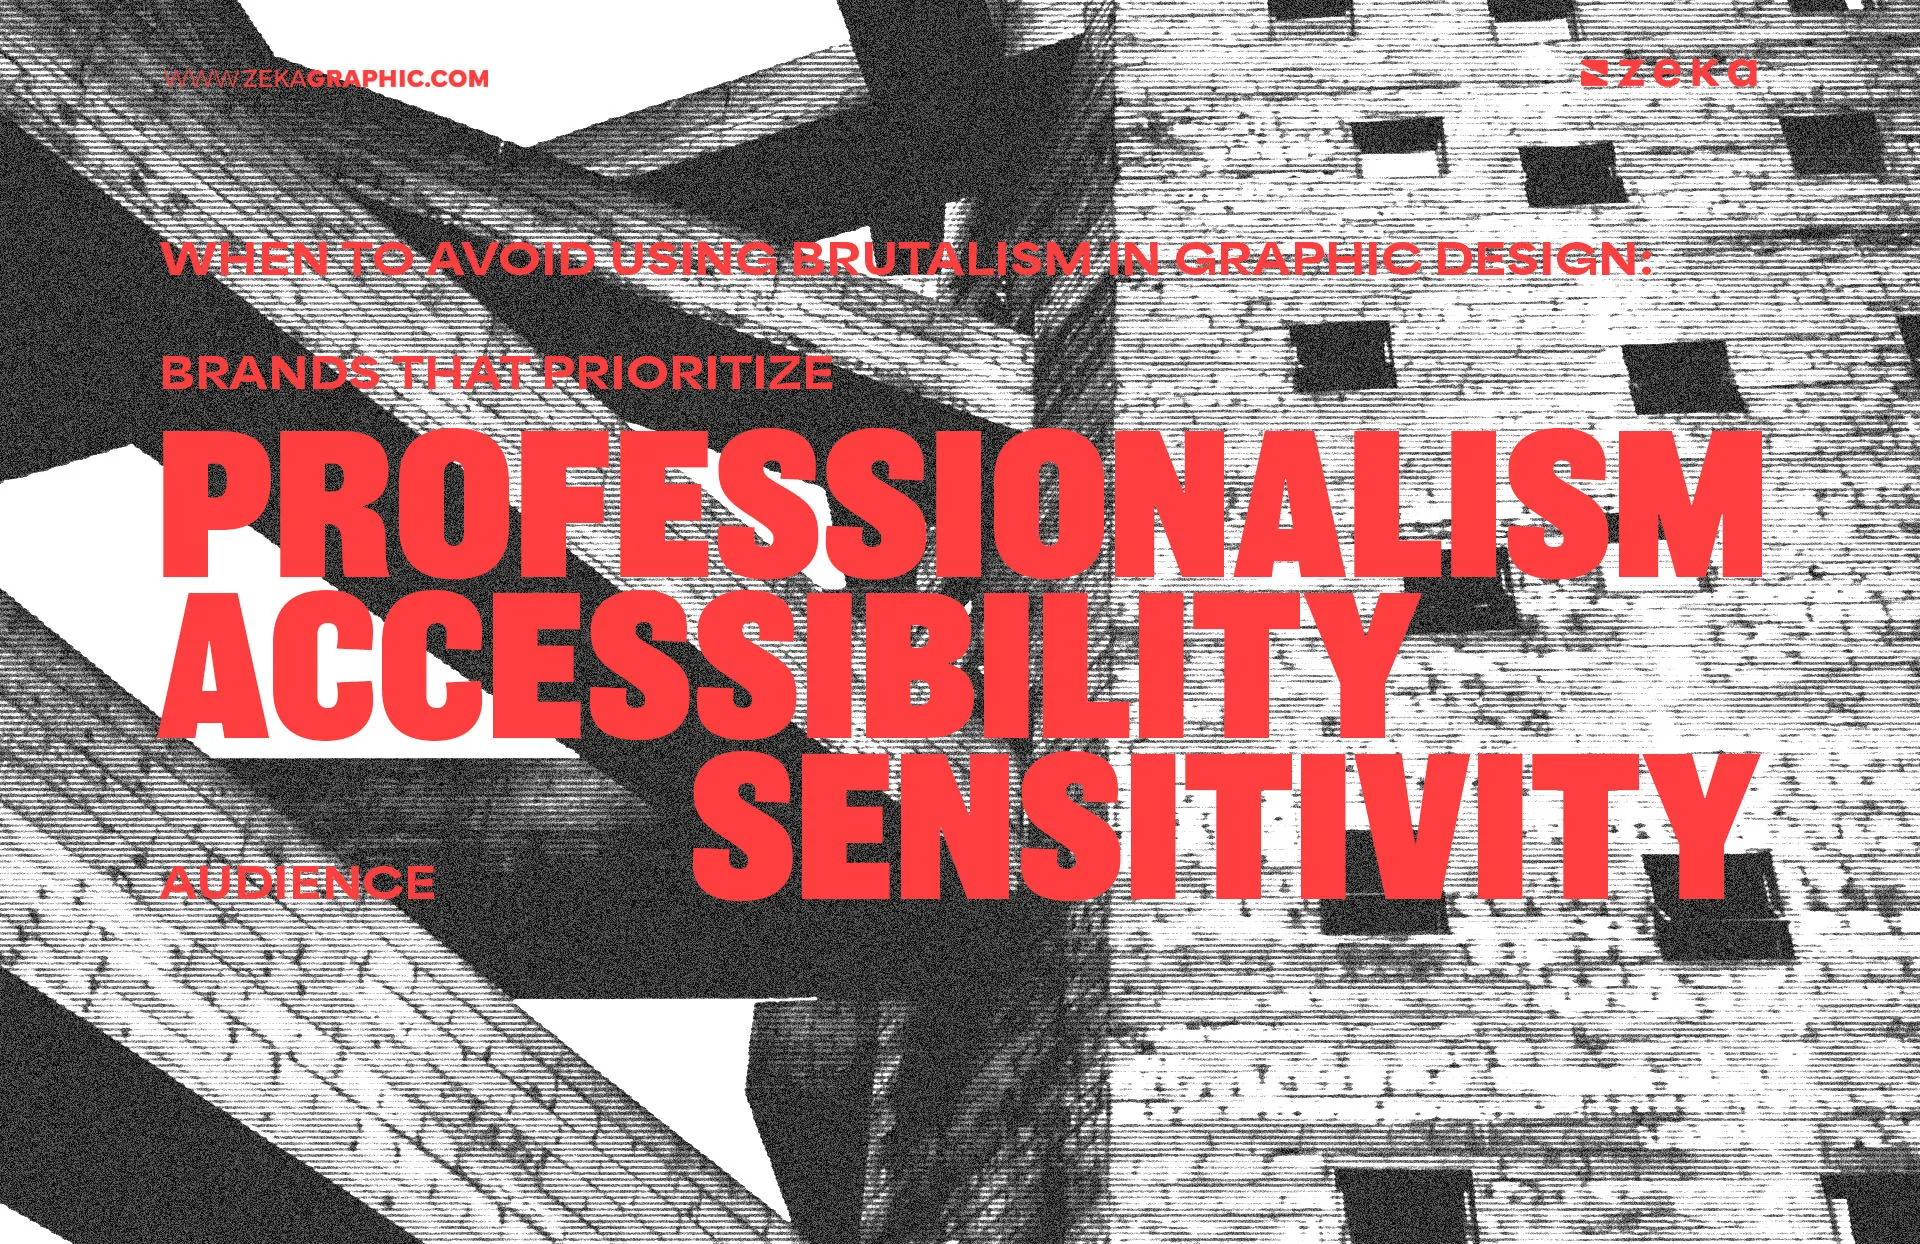 WWW.ZEKAGRAPHIC.COM
zeka
WHEN TO AVOID USING BRUTALISM IN GRAPHIC DESIGN:
BRANDS THAT PRIORITIZE
PROFESSIONALISM
ACCESSIBILITY
AUDIENCE SENSITIVITY